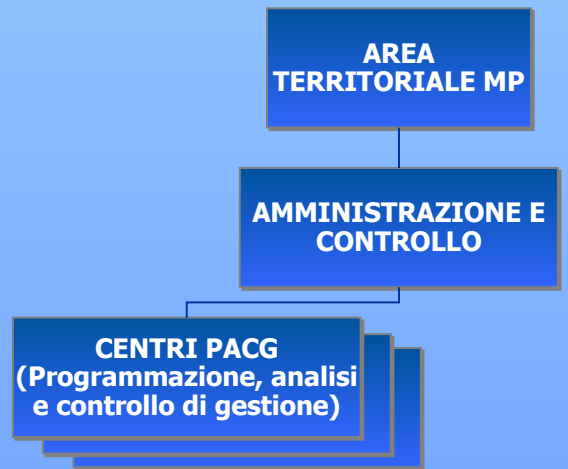 AREA
TERRITORIALE MP
AMMINISTRAZIONE E
CONTROLLO
CENTRI PACG
(Programmazione, analisi
e controllo di gestione)